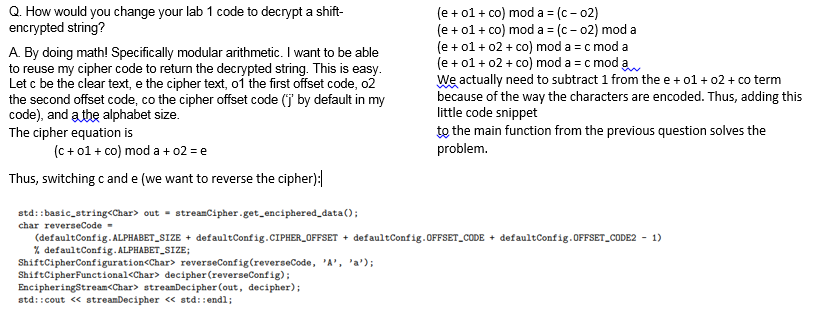 Q. How would you change your lab 1 code to decrypt a shift-
encrypted string?
A. By doing math! Specifically modular arithmetic. I want to be able
to reuse my cipher code to return the decrypted string. This is easy.
Let c be the clear text, e the cipher text, o1 the first offset code, o2
the second offset code, co the cipher offset code ('j' by default in my
code), and a the alphabet size.
The cipher equation is
(c + o1 + co) mod a + o2 = e
Thus, switching c and e (we want to reverse the cipher):
(e + o1 + co) mod a = (c – o2)
(e + o1 + co) mod a = (c – o2) mod a
(e + o1 + o2 + co) mod a = c mod a
(e + o1 + o2 + co) mod a = c mod a
We actually need to subtract 1 from the e + o1 + o2 + co term
because of the way the characters are encoded. Thus, adding this
little code snippet
to the main function from the previous question solves the
problem.
std::basic_string<Char> out = streamCipher.get_enciphered_data();
char reverseCode =
(defaultConfig.ALPHABET_SIZE + defaultConfig.CIPHER_OFFSET + defaultConfig.OFFSET_CODE + defaultConfig.OFFSET_CODE2 - 1)
% defaultConfig.ALPHABET_SIZE;
ShiftCipherConfiguration<Char> reverseConfig(reverseCode, 'A', 'a');
ShiftCipherFunctional<Char> decipher(reverseConfig);
EncipheringStream<Char> streamDecipher(out, decipher);
std::cout << streamDecipher << std::endl;